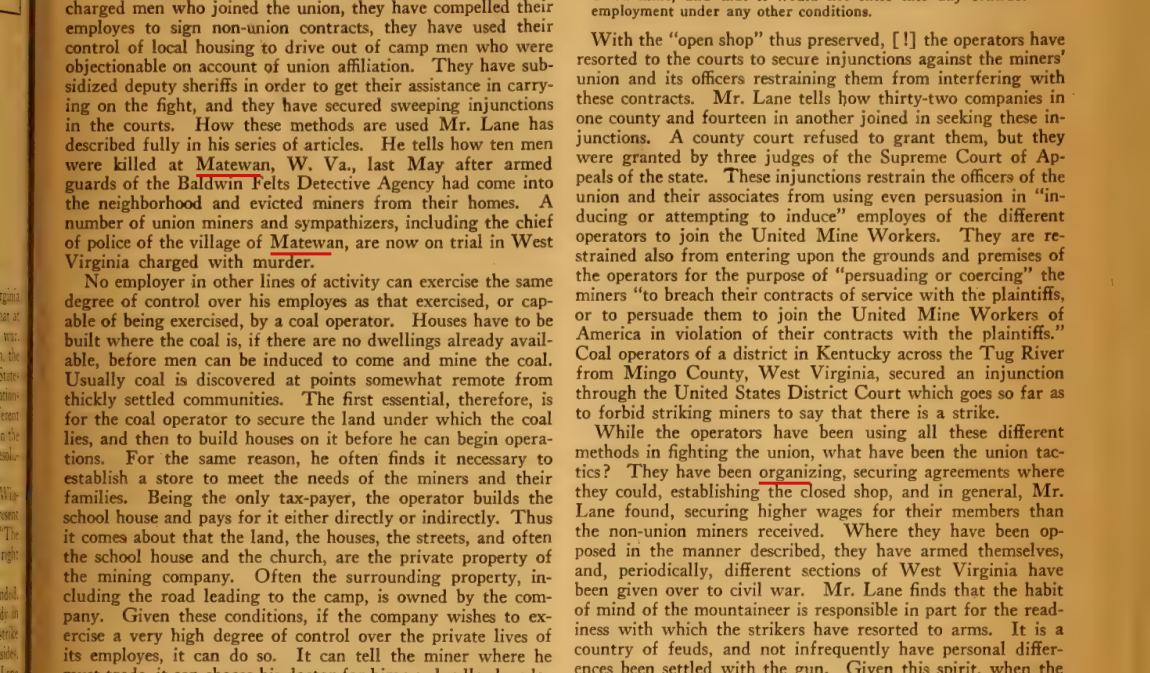 charged men who joined the union, they have compelled their
employes to sign non-union contracts, they have used their
control of local housing to drive out of camp men who were
objectionable on account of union affiliation. They have sub-
sidized deputy sheriffs in order to get their assistance in carry-
ing on the fight, and they have secured sweeping injunctions
in the courts. How these methods are used Mr. Lane has
described fully in his series of articles. He tells how ten men
were killed at Matewan, W. Va., last May after armed
guards of the Baldwin Felts Detective Agency had come into
the neighborhood and evicted miners from their homes. A
number of union miners and sympathizers, including the chief
of police of the village of Matewan, are now on trial in West
Virginia charged with murder.
No employer in other lines of activity can exercise the same
degree of control over his employes as that exercised, or cap-
able of being exercised, by a coal operator. Houses have to be
built where the coal is, if there are no dwellings already avail-
able, before men can be induced to come and mine the coal.
Usually coal is discovered at points somewhat remote from
thickly settled communities. The first essential, therefore, is
for the coal operator to secure the land under which the coal
lies, and then to build houses on it before he can begin opera-
tions. For the same reason, he often finds it necessary to
establish a store to meet the needs of the miners and their
families. Being the only tax-payer, the operator builds the
school house and pays for it either directly or indirectly. Thus
it comes about that the land, the houses, the streets, and often
the school house and the church, are the private property of
the mining company. Often the surrounding property, in-
cluding the road leading to the camp, is owned by the com-
pany. Given these conditions, if the company wishes to ex-
ercise a very high degree of control over the private lives of
its employes, it can do so. It can tell the miner where he
employment under any other conditions.
With the "open shop" thus preserved, [!] the operators have
resorted to the courts to secure injunctions against the miners'
union and its officers restraining them from interfering with
these contracts. Mr. Lane tells how thirty-two companies in
one county and fourteen in another joined in seeking these in-
junctions. A county court refused to grant them, but they
were granted by three judges of the Supreme Court of Ap-
peals of the state. These injunctions restrain the officers of the
union and their associates from using even persuasion in "in-
ducing or attempting to induce" employes of the different
operators to join the United Mine Workers. They are re-
strained also from entering upon the grounds and premises of
the operators for the purpose of "persuading or coercing" the
miners "to breach their contracts of service with the plaintiffs,
or to persuade them to join the United Mine Workers of
America in violation of their contracts with the plaintiffs."
Coal operators of a district in Kentucky across the Tug River
from Mingo County, West Virginia, secured an injunction
through the United States District Court which goes so far as
to forbid striking miners to say that there is a strike.
While the operators have been using all these different
methods in fighting the union, what have been the union tac-
tics? They have been organizing, securing agreements where
they could, establishing the closed shop, and in general, Mr.
Lane found, securing higher wages for their members than
the non-union miners received. Where they have been op-
posed in the manner described, they have armed themselves,
and, periodically, different sections of West Virginia have
been given over to civil war. Mr. Lane finds that the habit
of mind of the mountaineer is responsible in part for the read-
iness with which the strikers have resorted to arms. It is a
country of feuds, and not infrequently have personal differ-
ences been settled with the gun. Given this spirit, when the